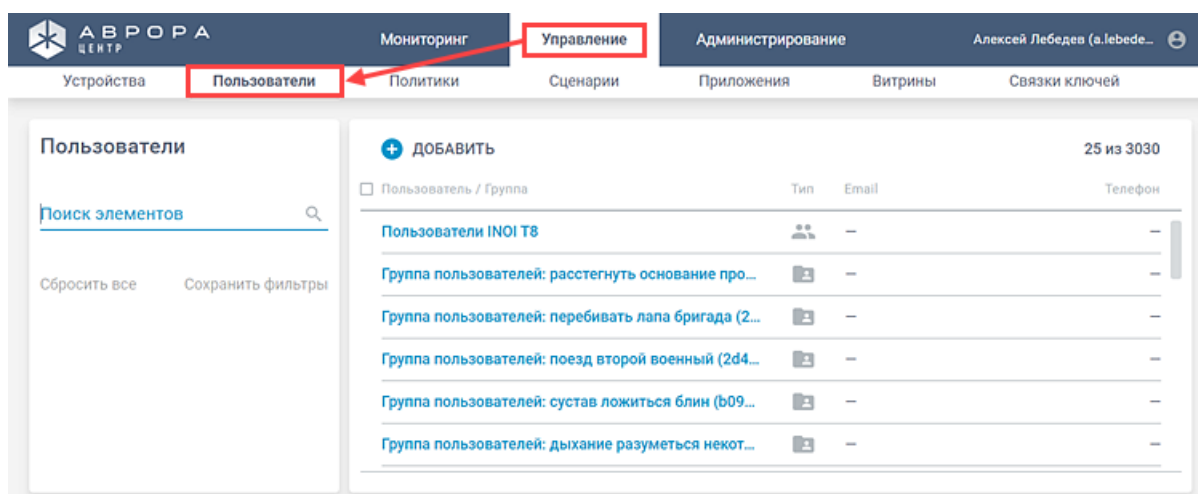 АВРОРА
ЦЕНТР
Мониторинг Управление Администрирование Алексей Лебедев (a.lebede...
Устройства Пользователи Политики Сценарии Приложения Витрины Связки ключей
Пользователи
Поиск элементов
Сбросить все Сохранить фильтры
ДОБАВИТЬ 25 из 3030
Пользователь / Группа Тип Email Телефон
Пользователи INOI T8 — —
Группа пользователей: расстегнуть основание про... — —
Группа пользователей: перебивать лапа бригада (2... — —
Группа пользователей: поезд второй военный (2d4... — —
Группа пользователей: сустав ложиться блин (b09... — —
Группа пользователей: дыхание разуметься некот... — —